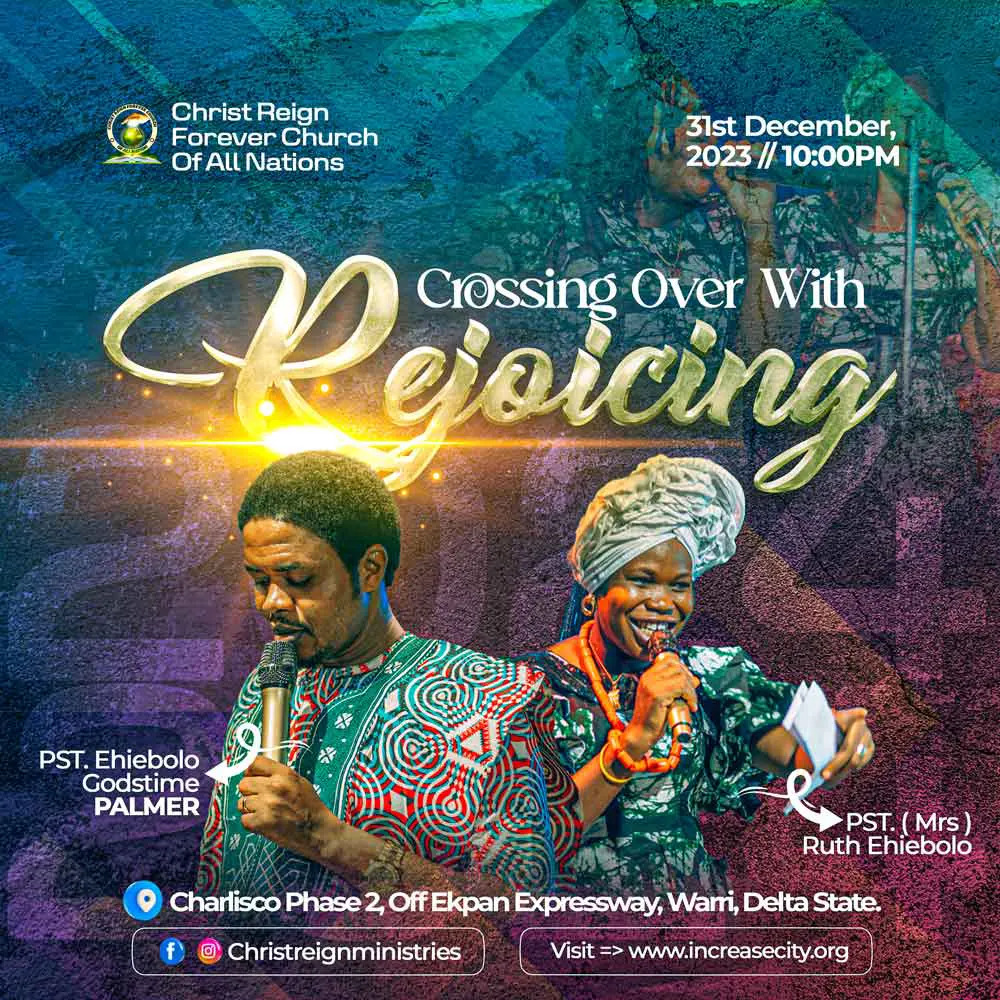 Christ Reign
Forever Church
Of All Nations
31st December,
2023 // 10:00PM
Crossing Over With
Rejoicing
PST. Ehiebolo
Godstime
PALMER
PST. ( Mrs )
Ruth Ehiebolo
Charlisco Phase 2, Off Ekpan Expressway, Warri, Delta State.
Christreignministries
Visit => www.increasecity.org